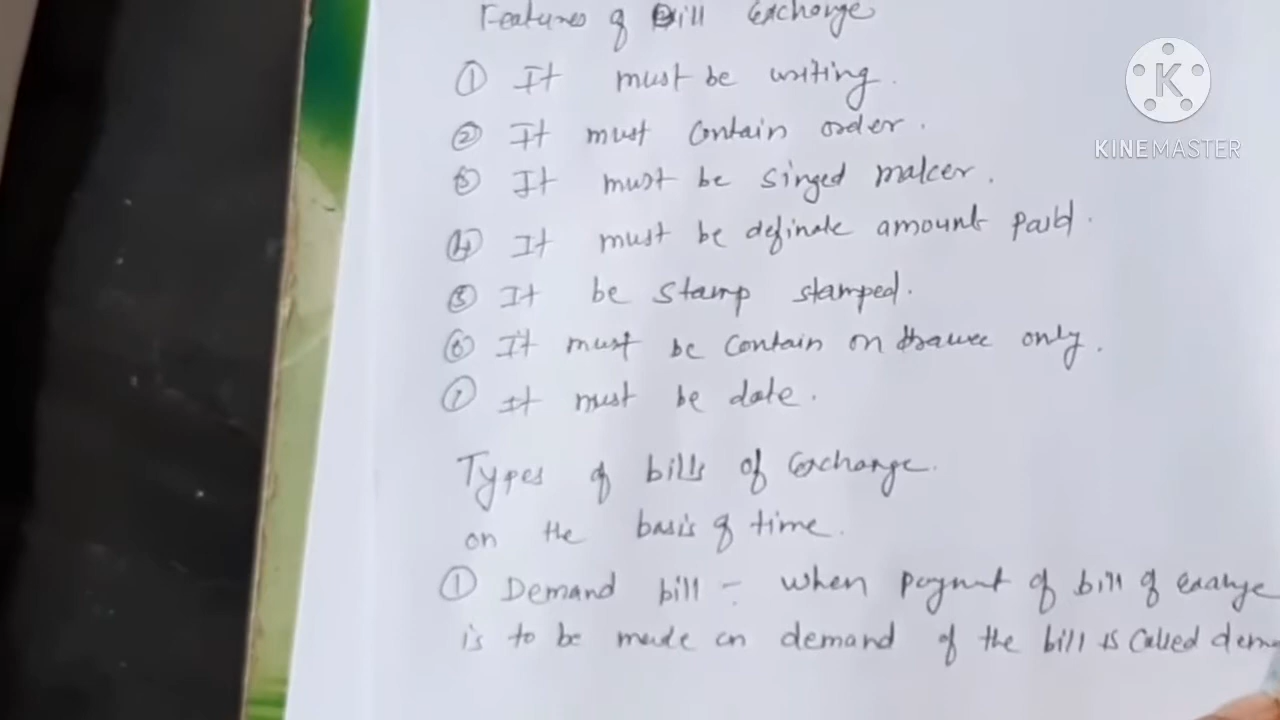 Features of Bill Exchange
① It must be writing.
K
② It must contain order.
KINEMASTER
③ It must be singed maker.
④ It must be definate amount paid.
⑤ It be stamp stamped.
⑥ It must be contain on drawee only.
⑦ It must be date.
Types of bills of exchange.
on the basis of time.
① Demand bill :- when paymnt of bill of exange
is to be made on demand of the bill is called dema